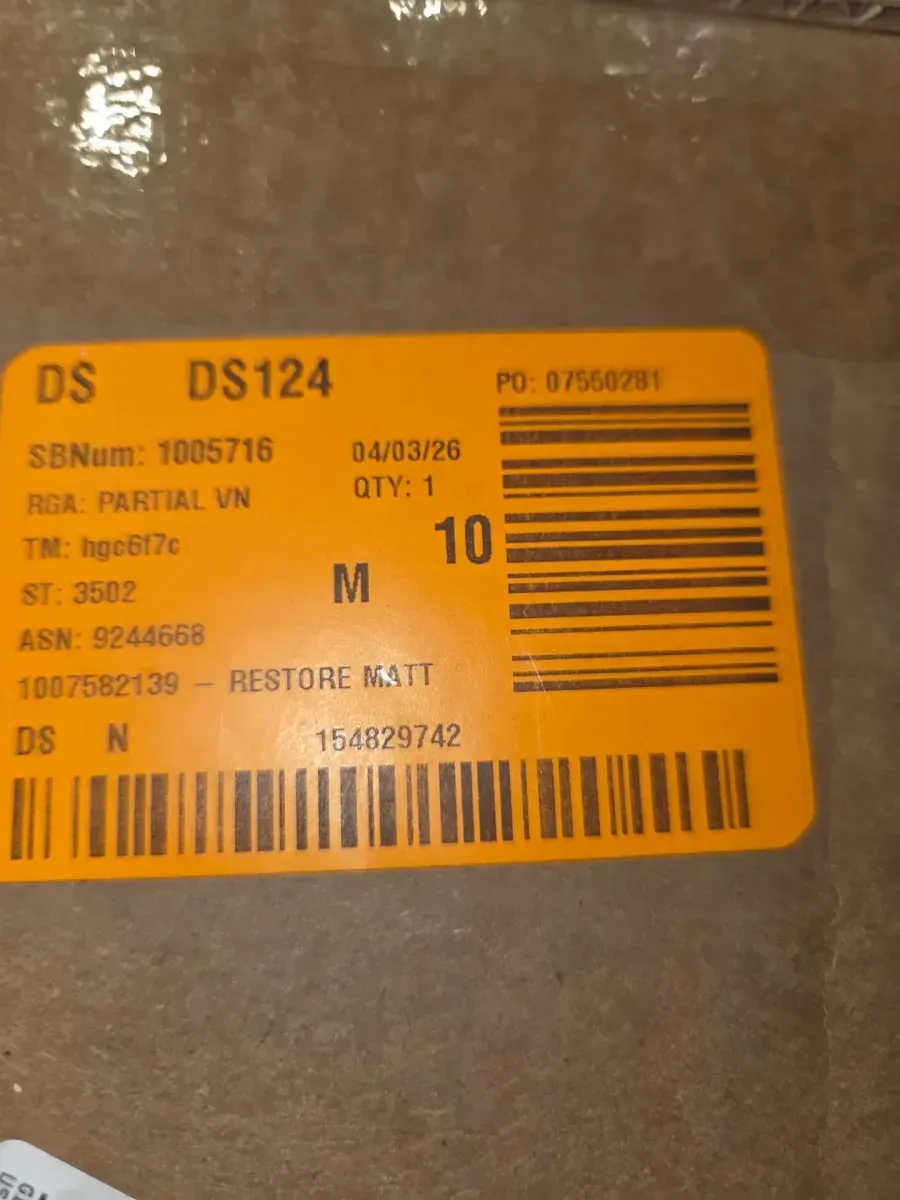 DS DS124
PO: 07550281
SBNum: 1005716 04/03/26
RGA: PARTIAL VN QTY: 1
TM: hgc6f7c 10
ST: 3502 M
ASN: 9244668
1007582139 – RESTORE MATT
DS N 154829742